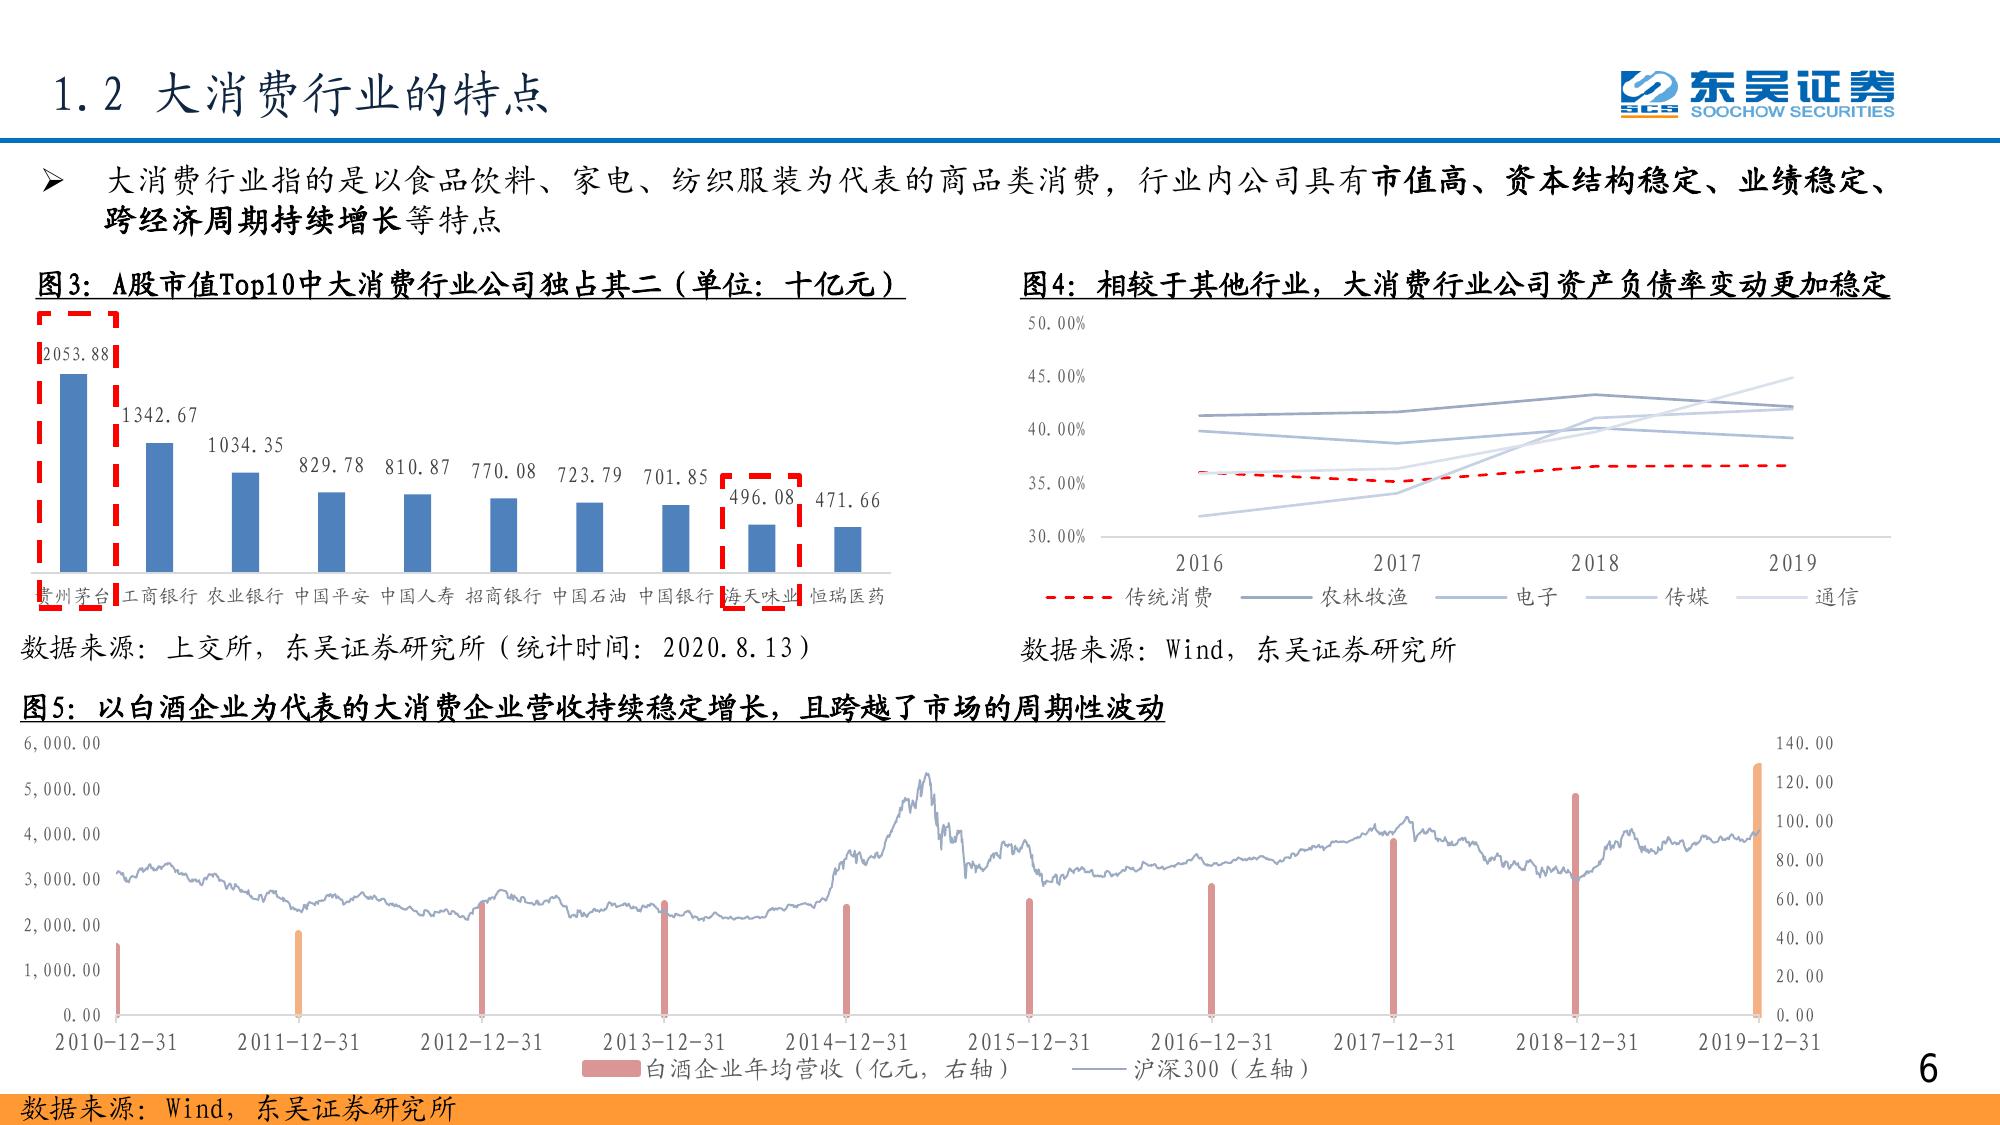 1.2 大消费行业的特点
东吴证券
SCS
SOOCHOW SECURITIES
大消费行业指的是以食品饮料、家电、纺织服装为代表的商品类消费，行业内公司具有市值高、资本结构稳定、业绩稳定、
跨经济周期持续增长等特点
图3：A股市值Top10中大消费行业公司独占其二（单位：十亿元）
2053.88
1342.67
1034.35
829.78 810.87 770.08 723.79 701.85
496.08 471.66
贵州茅台 工商银行 农业银行 中国平安 中国人寿 招商银行 中国石油 中国银行 海天味业 恒瑞医药
数据来源：上交所，东吴证券研究所（统计时间：2020.8.13）
图4：相较于其他行业，大消费行业公司资产负债率变动更加稳定
50.00%
45.00%
40.00%
35.00%
30.00%
2016 2017 2018 2019
传统消费 农林牧渔 电子 传媒 通信
数据来源：Wind，东吴证券研究所
图5：以白酒企业为代表的大消费企业营收持续稳定增长，且跨越了市场的周期性波动
6,000.00
5,000.00
4,000.00
3,000.00
2,000.00
1,000.00
0.00
140.00
120.00
100.00
80.00
60.00
40.00
20.00
0.00
2010-12-31 2011-12-31 2012-12-31 2013-12-31 2014-12-31 2015-12-31 2016-12-31 2017-12-31 2018-12-31 2019-12-31
白酒企业年均营收（亿元，右轴） 沪深300（左轴）
6
数据来源：Wind，东吴证券研究所